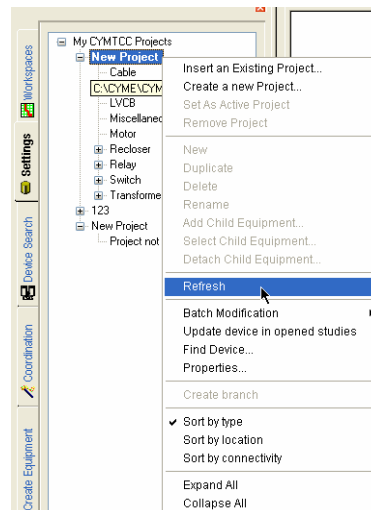 My CYMTCC Projects
New Project
Cable
C:\CYME\CYM
LVCB
Miscellaneo
Motor
Recloser
Relay
Switch
Transforme
123
New Project
Project not
Workspaces
Settings
Device Search
Coordination
Create Equipment
Insert an Existing Project...
Create a new Project...
Set As Active Project
Remove Project
New
Duplicate
Delete
Rename
Add Child Equipment...
Select Child Equipment...
Detach Child Equipment...
Refresh
Batch Modification
Update device in opened studies
Find Device...
Properties...
Create branch
Sort by type
Sort by location
Sort by connectivity
Expand All
Collapse All